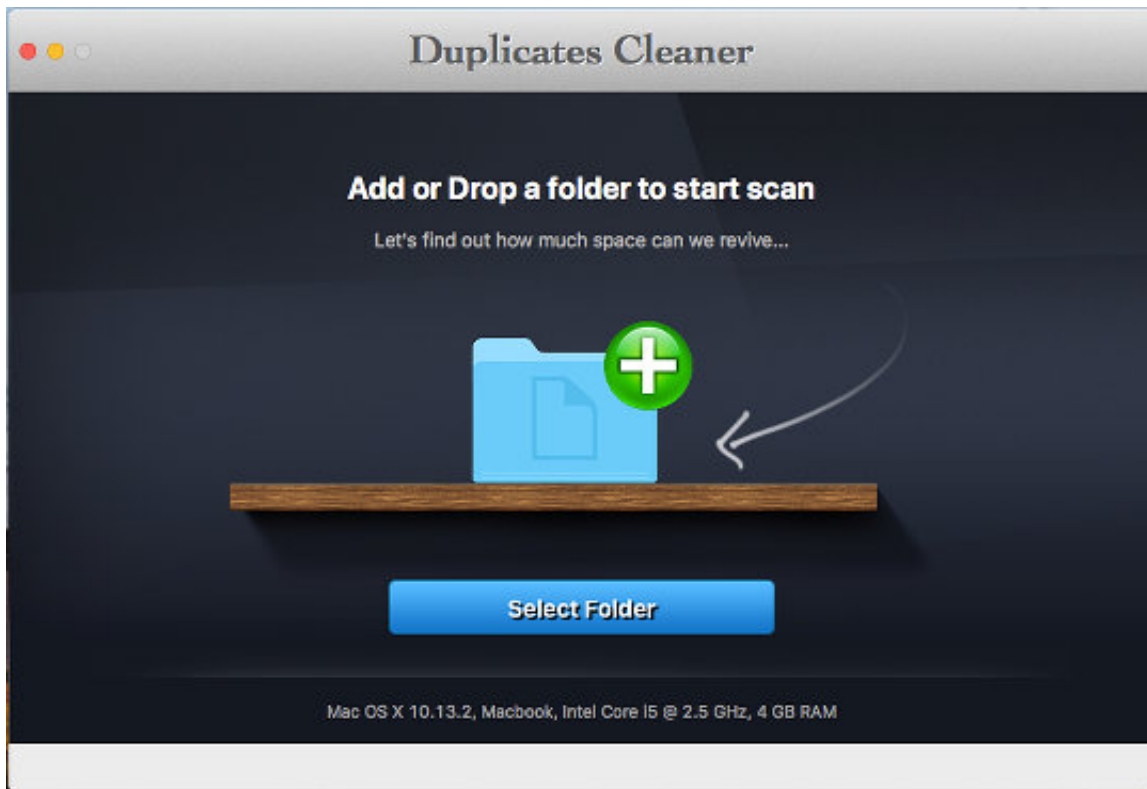 Duplicates Cleaner
Add or Drop a folder to start scan
Let's find out how much space can we revive...
Select Folder
Mac OS X 10.13.2, Macbook, Intel Core i5 @ 2.5 GHz, 4 GB RAM